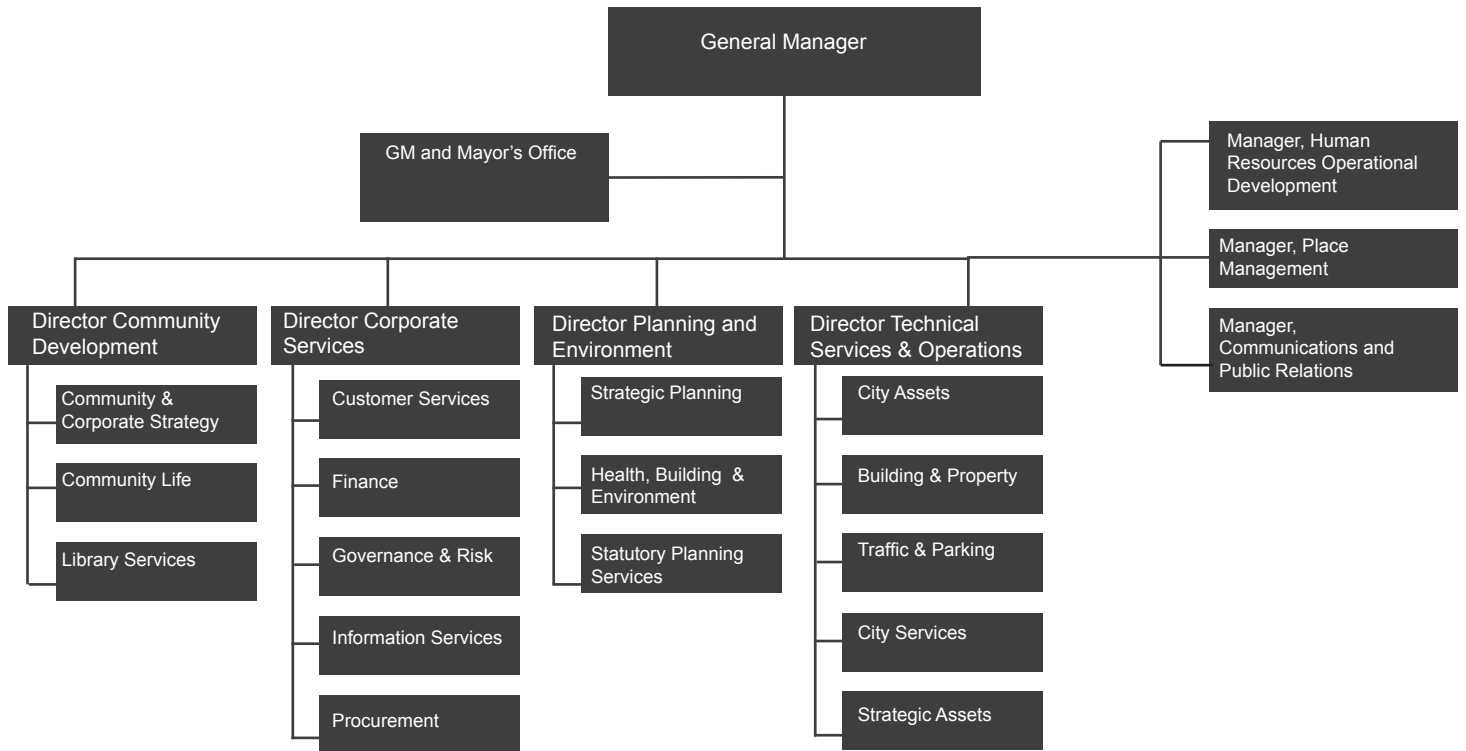 General Manager
GM and Mayor’s Office
Manager, Human
Resources Operational
Development
Manager, Place
Management
Manager,
Communications and
Public Relations
Director Community
Development
Community &
Corporate Strategy
Community Life
Library Services
Director Corporate
Services
Customer Services
Finance
Governance & Risk
Information Services
Procurement
Director Planning and
Environment
Strategic Planning
Health, Building &
Environment
Statutory Planning
Services
Director Technical
Services & Operations
City Assets
Building & Property
Traffic & Parking
City Services
Strategic Assets